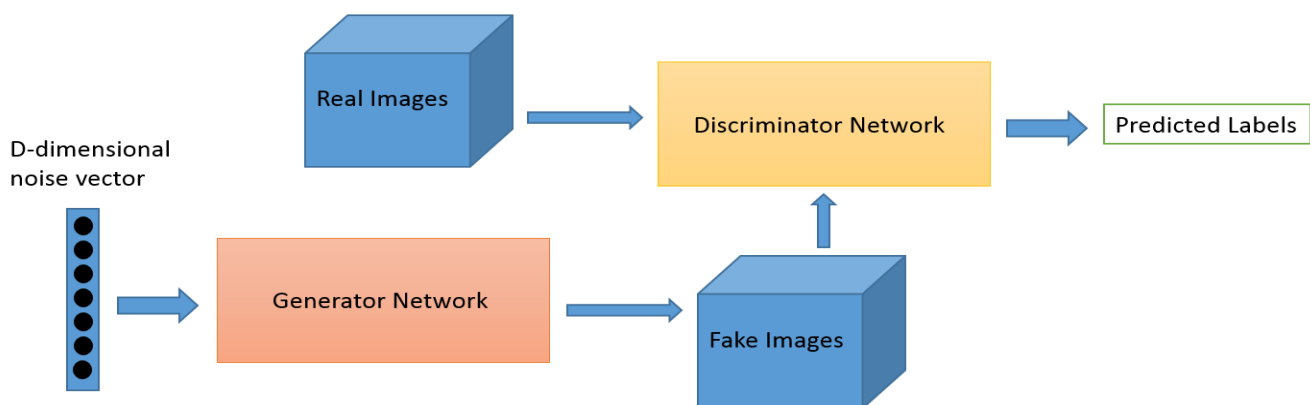 Real Images
Discriminator Network
Predicted Labels
D-dimensional
noise vector
Generator Network
Fake Images